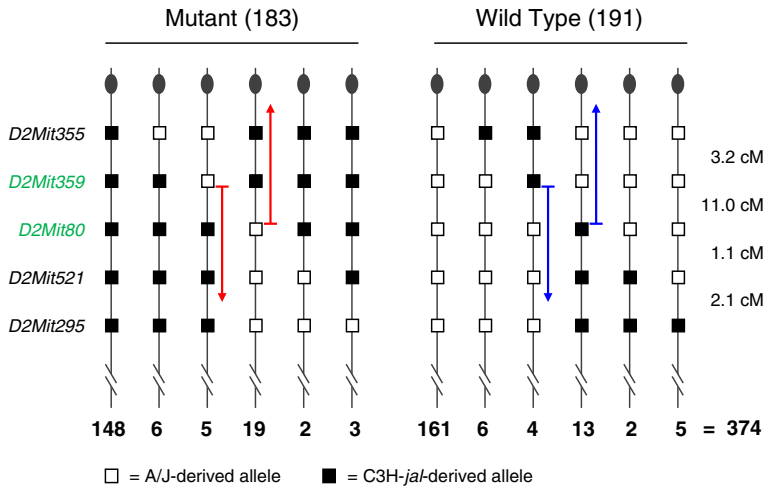 Mutant (183) Wild Type (191)
D2Mit355
3.2 cM
D2Mit359
11.0 cM
D2Mit80
1.1 cM
D2Mit521
2.1 cM
D2Mit295
148 6 5 19 2 3 161 6 4 13 2 5 = 374
= A/J-derived allele = C3H-jal-derived allele